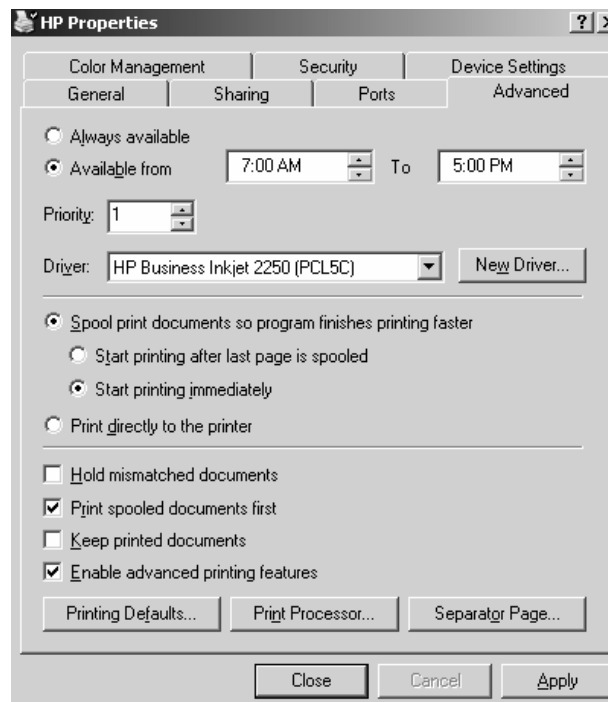 HP Properties ? X
Color Management Security Device Settings
General Sharing Ports Advanced
Always available
Available from 7:00 AM To 5:00 PM
Priority: 1
Driver: HP Business Inkjet 2250 (PCL5C) New Driver...
Spool print documents so program finishes printing faster
Start printing after last page is spooled
Start printing immediately
Print directly to the printer
Hold mismatched documents
Print spooled documents first
Keep printed documents
Enable advanced printing features
Printing Defaults... Print Processor... Separator Page...
Close Cancel Apply